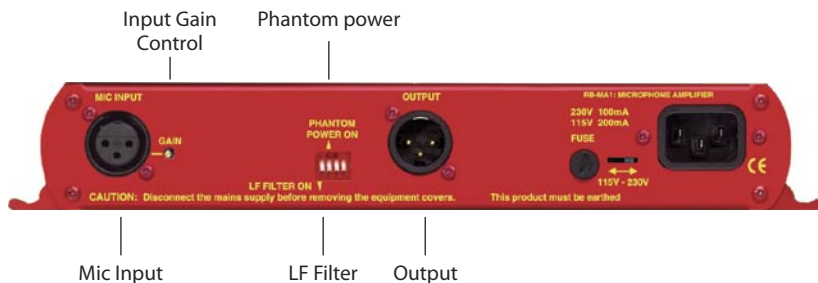 Input Gain
Control
Phantom power
MIC INPUT
GAIN
PHANTOM
POWER ON
LF FILTER ON
OUTPUT
RB-MA1: MICROPHONE AMPLIFIER
230V 100mA
115V 200mA
FUSE
115V - 230V
CE
CAUTION: Disconnect the mains supply before removing the equipment covers.
This product must be earthed
Mic Input
LF Filter
Output